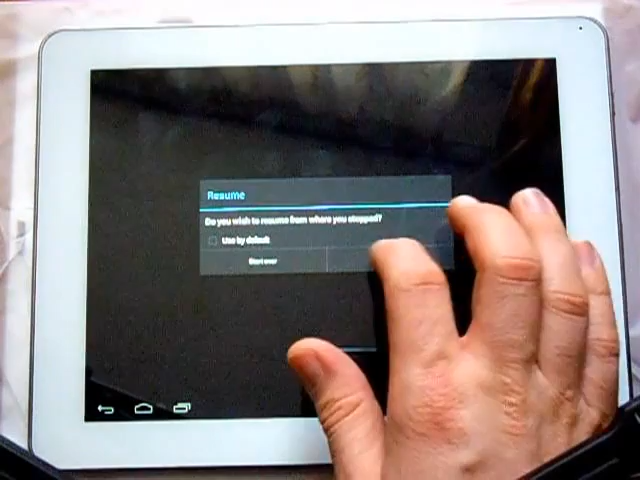 Resume
Do you wish to resume from where you stopped?
Use by default
Start over